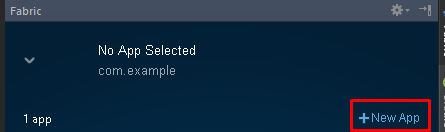 Fabric
No App Selected
com.example
1 app
+ New App